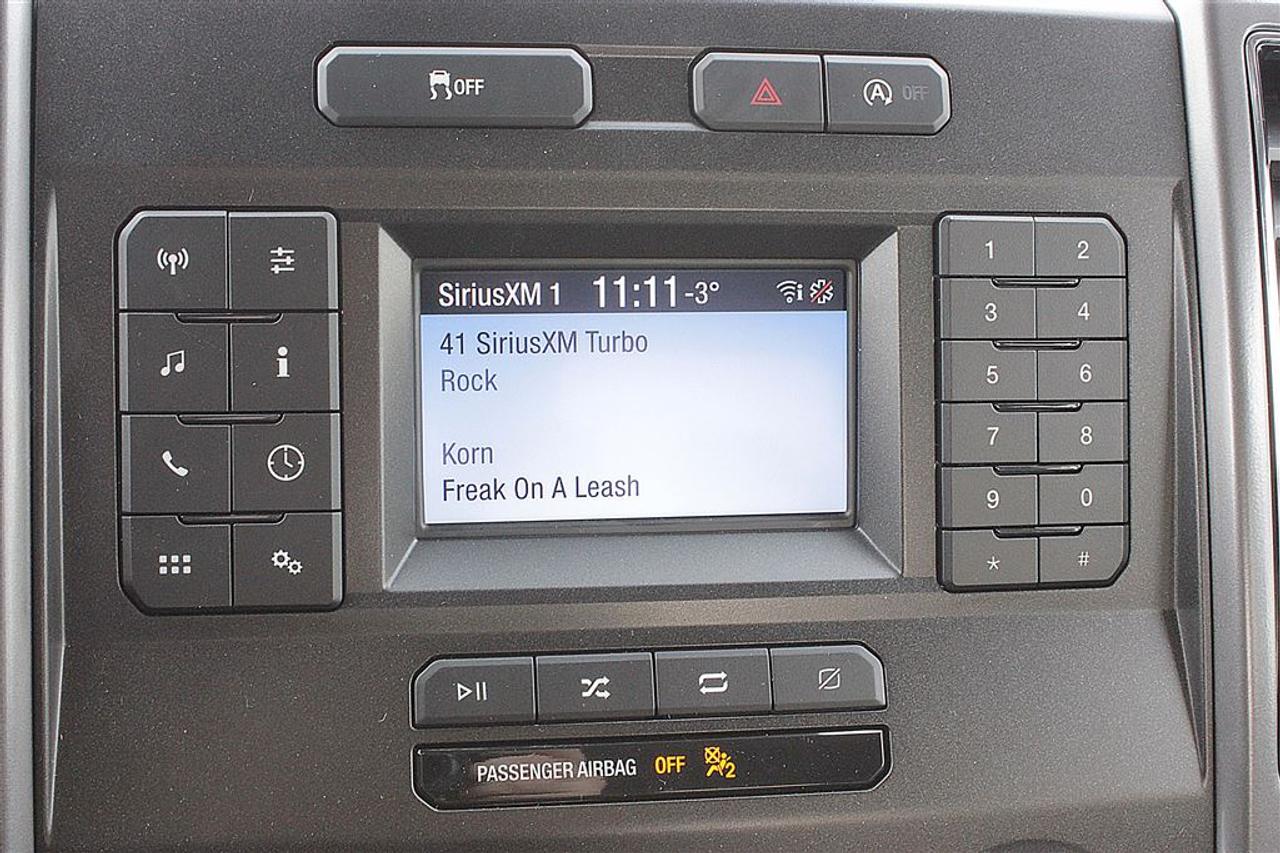 OFF
A OFF
SiriusXM 1 11:11 -3° i
41 SiriusXM Turbo
Rock
Korn
Freak On A Leash
i
1 2
3 4
5 6
7 8
9 0
* #
PASSENGER AIRBAG OFF 2